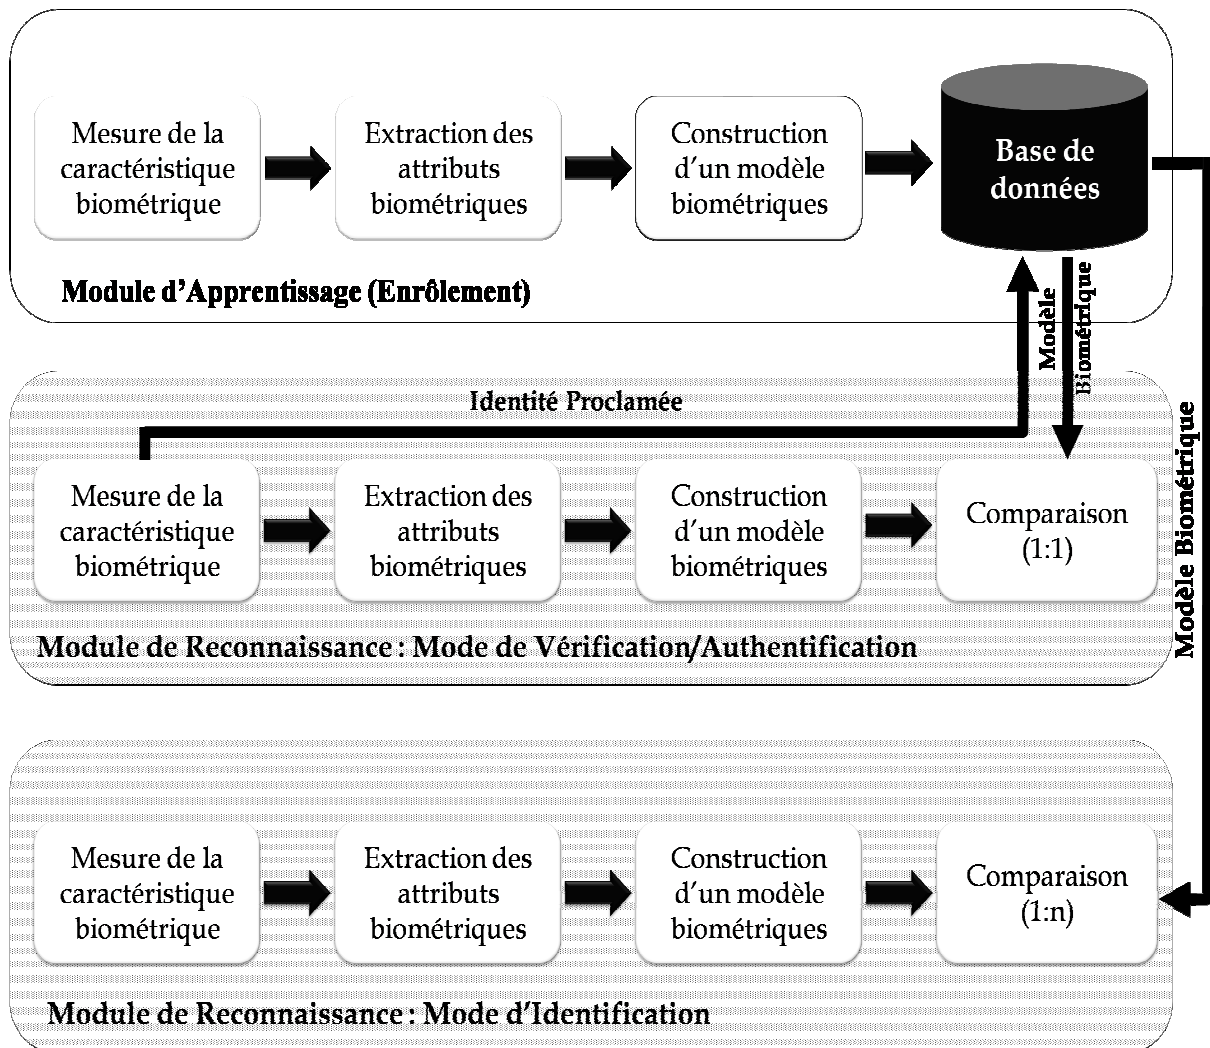 Mesure de la
caractéristique
biométrique
Extraction des
attributs
biométriques
Construction
d'un modèle
biométriques
Base de
données
Module d'Apprentissage (Enrôlement)
Modèle
Biométrique
Identité Proclamée
Mesure de la
caractéristique
biométrique
Extraction des
attributs
biométriques
Construction
d'un modèle
biométriques
Comparaison
(1:1)
Modèle Biométrique
Module de Reconnaissance : Mode de Vérification/Authentification
Mesure de la
caractéristique
biométrique
Extraction des
attributs
biométriques
Construction
d'un modèle
biométriques
Comparaison
(1:n)
Module de Reconnaissance : Mode d'Identification